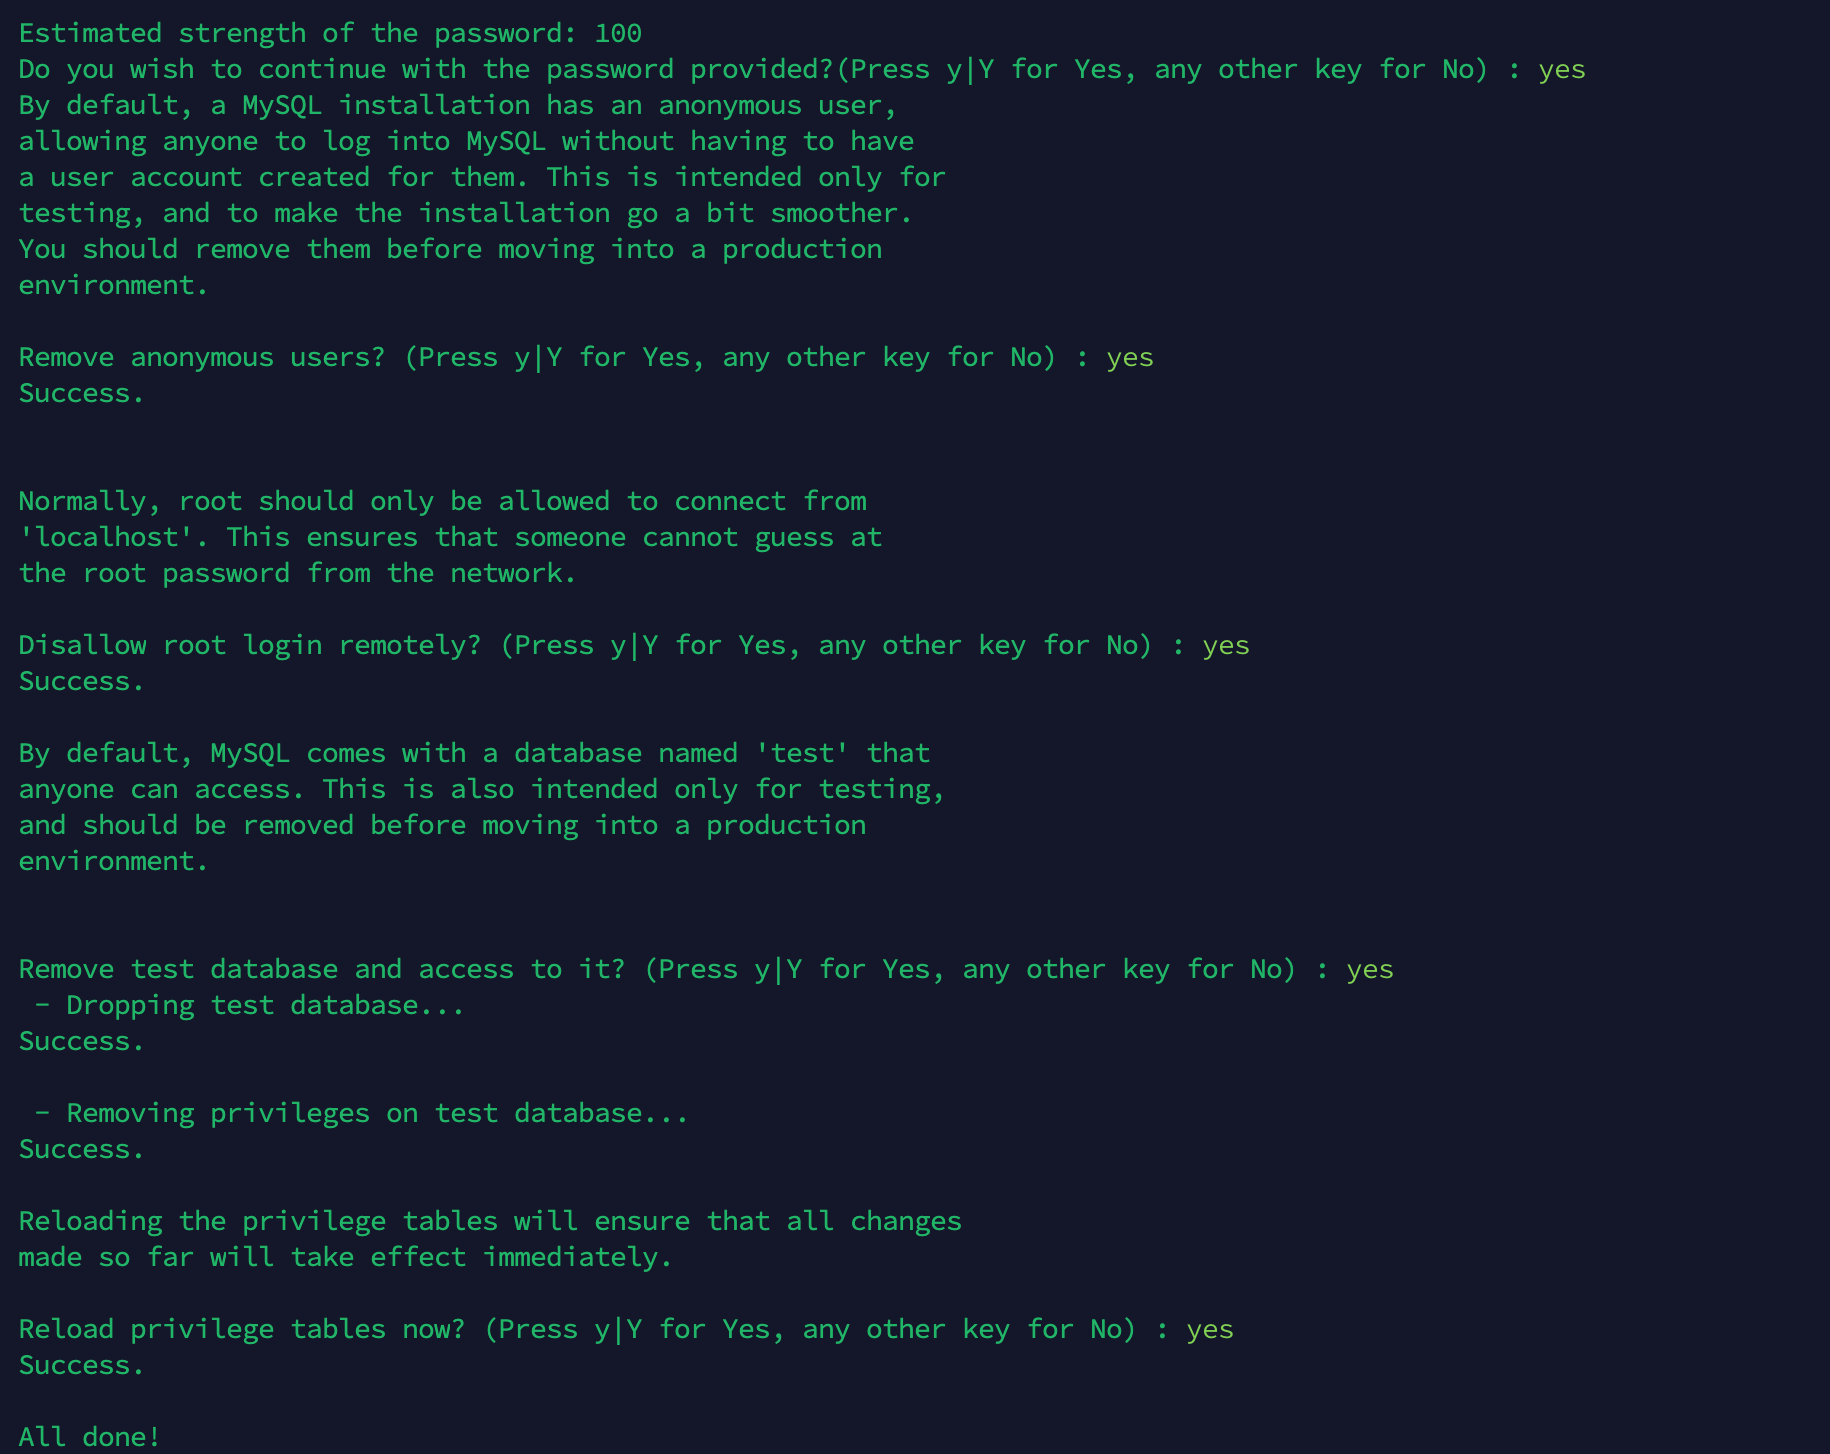 Estimated strength of the password: 100
Do you wish to continue with the password provided?(Press y|Y for Yes, any other key for No) : yes
By default, a MySQL installation has an anonymous user,
allowing anyone to log into MySQL without having to have
a user account created for them. This is intended only for
testing, and to make the installation go a bit smoother.
You should remove them before moving into a production
environment.
Remove anonymous users? (Press y|Y for Yes, any other key for No) : yes
Success.
Normally, root should only be allowed to connect from
'localhost'. This ensures that someone cannot guess at
the root password from the network.
Disallow root login remotely? (Press y|Y for Yes, any other key for No) : yes
Success.
By default, MySQL comes with a database named 'test' that
anyone can access. This is also intended only for testing,
and should be removed before moving into a production
environment.
Remove test database and access to it? (Press y|Y for Yes, any other key for No) : yes
 - Dropping test database...
Success.
 - Removing privileges on test database...
Success.
Reloading the privilege tables will ensure that all changes
made so far will take effect immediately.
Reload privilege tables now? (Press y|Y for Yes, any other key for No) : yes
Success.
All done!